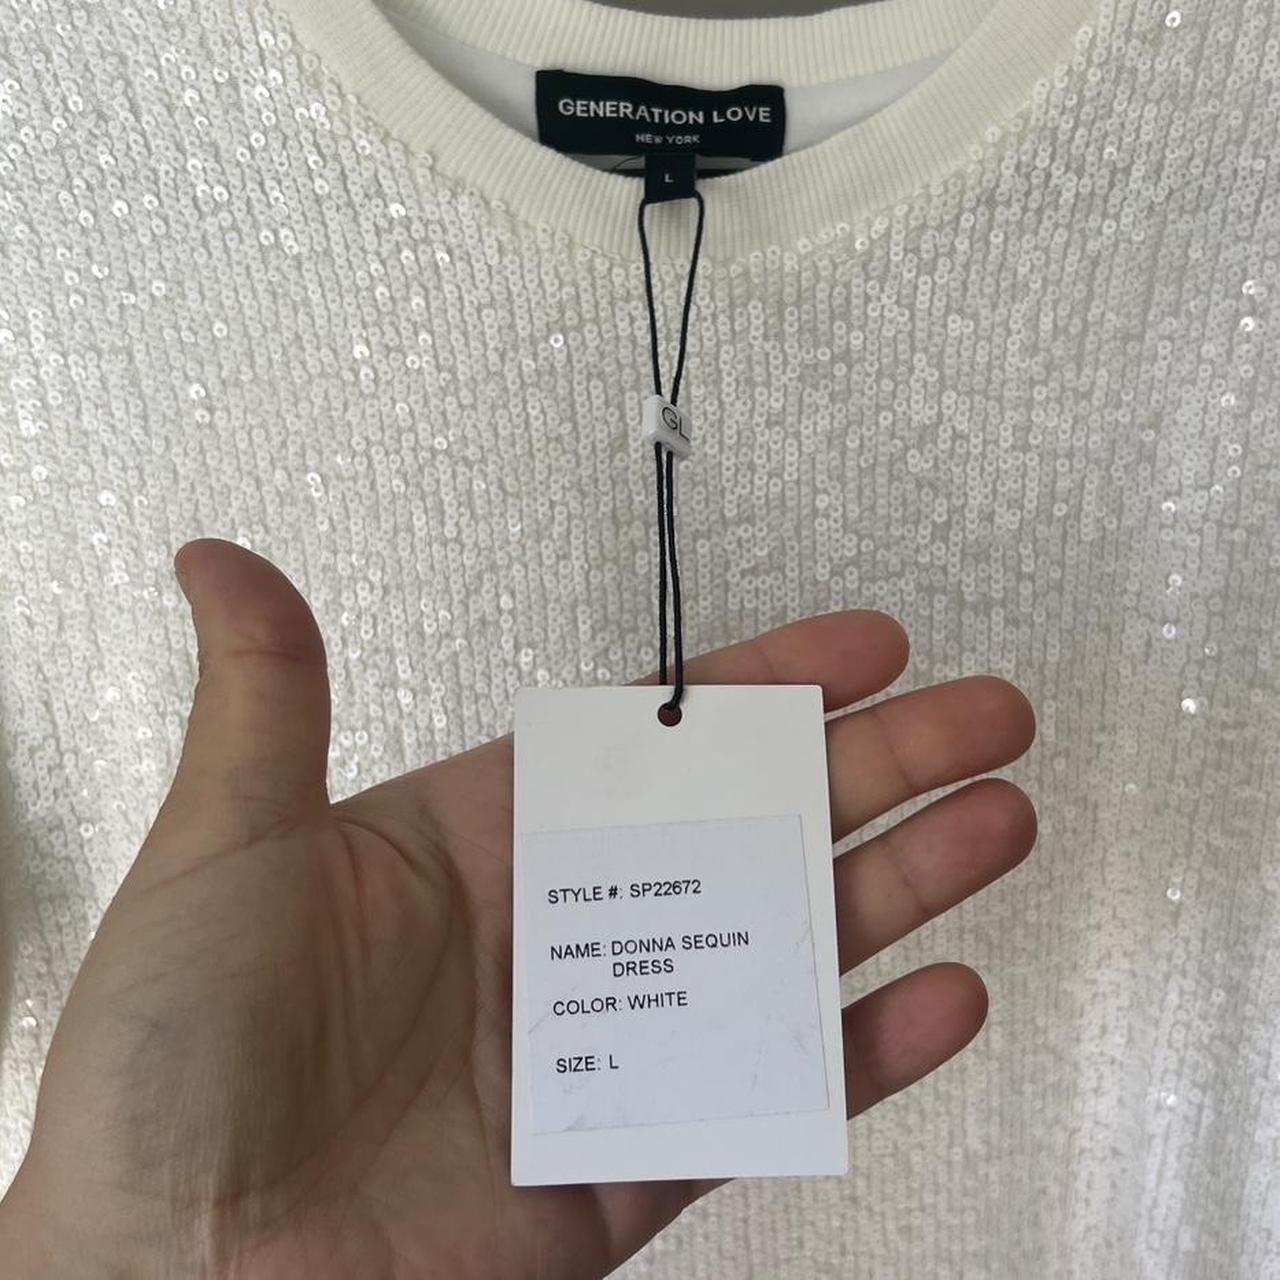 GENERATION LOVE
NEW YORK
L
GL
STYLE #: SP22672
NAME: DONNA SEQUIN
DRESS
COLOR: WHITE
SIZE: L